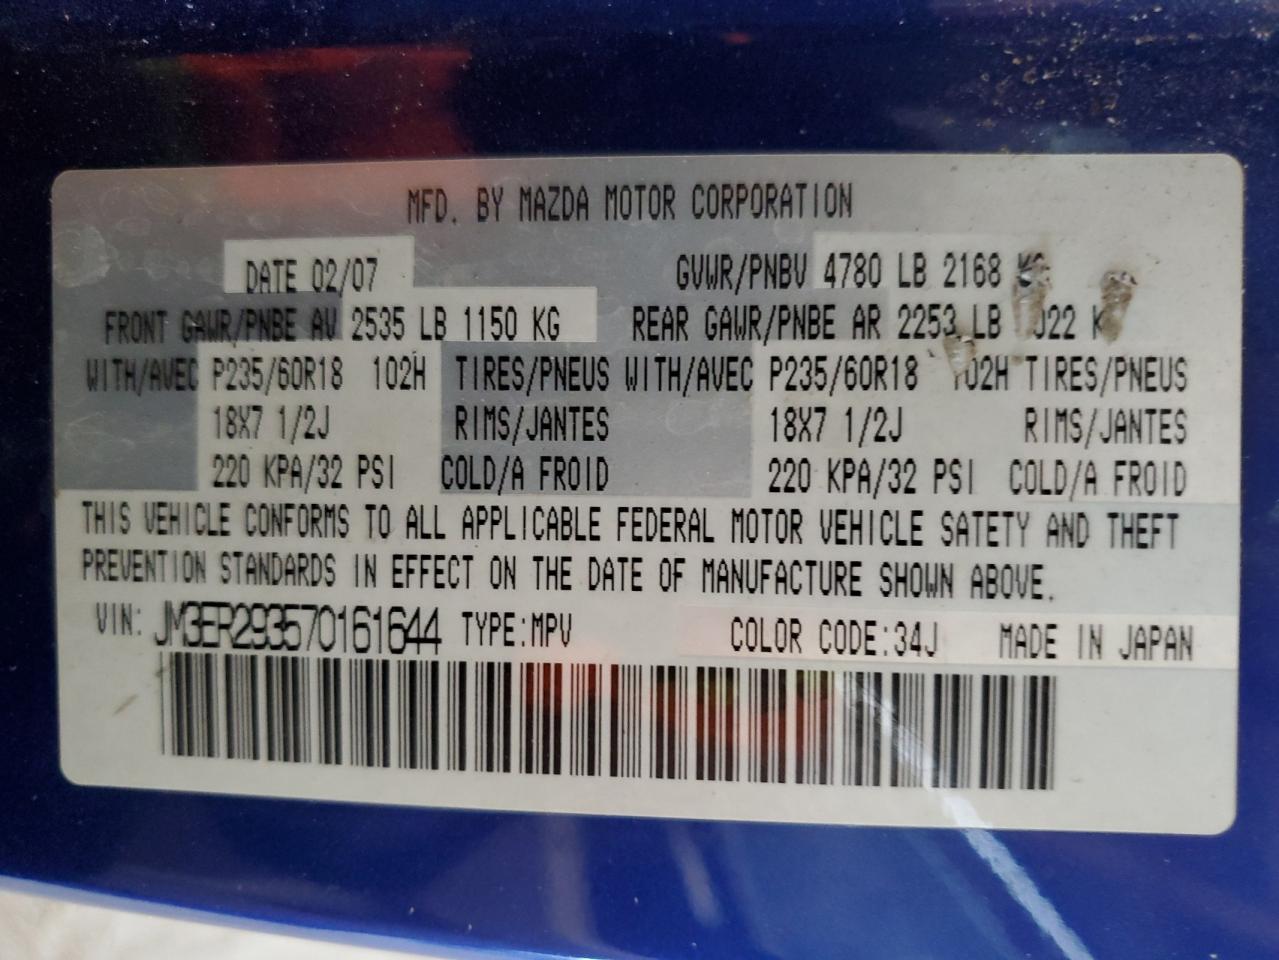 MFD. BY MAZDA MOTOR CORPORATION
DATE 02/07 GVWR/PNBV 4780 LB 2168 KG
FRONT GAWR/PNBE AV 2535 LB 1150 KG REAR GAWR/PNBE AR 2253 LB
WITH/AVEC P235/60R18 102H TIRES/PNEUS WITH/AVEC P235/60R18 102H TIRES/PNEUS
18X7 1/2J RIMS/JANTES 18X7 1/2J RIMS/JANTES
220 KPA/32 PSI COLD/A FROID 220 KPA/32 PSI COLD/A FROID
THIS VEHICLE CONFORMS TO ALL APPLICABLE FEDERAL MOTOR VEHICLE SATETY AND THEFT
PREVENTION STANDARDS IN EFFECT ON THE DATE OF MANUFACTURE SHOWN ABOVE.
VIN: JM3ER293570161644 TYPE:MPV COLOR CODE:34J MADE IN JAPAN